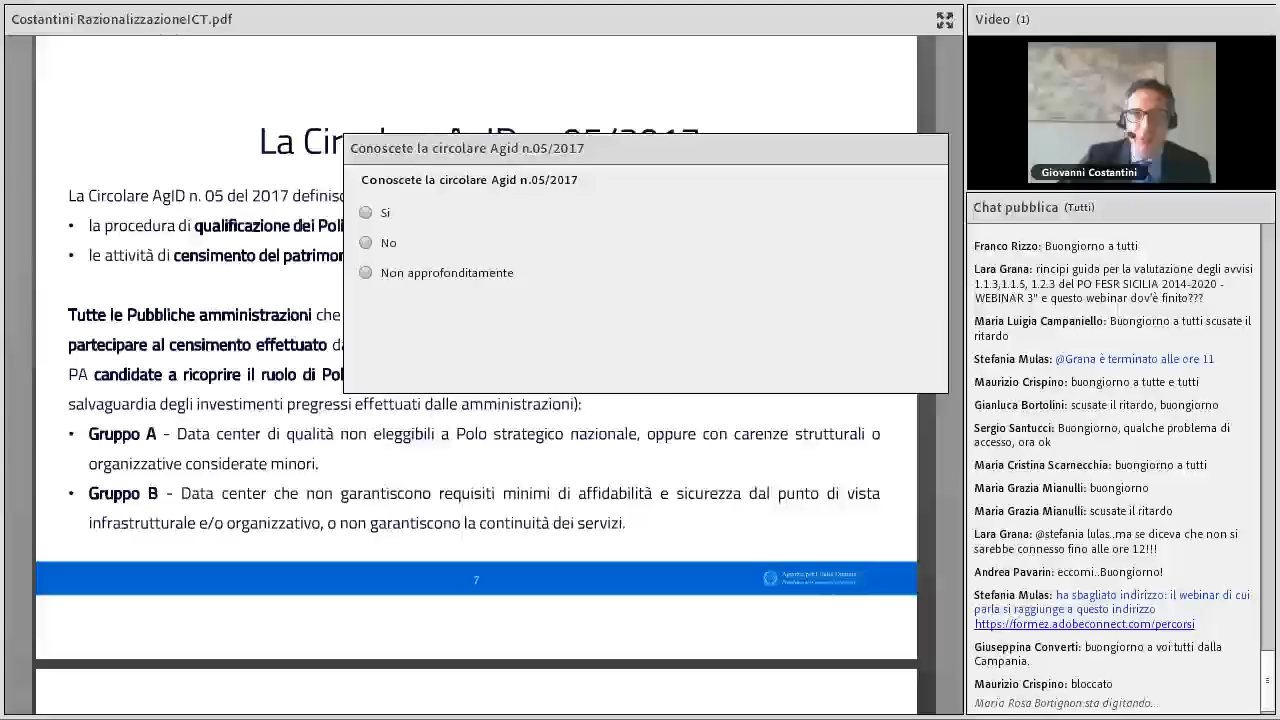 Costantini RazionalizzazioneICT.pdf
La Circolare AgID n. 05/2017
La Circolare AgID n. 05 del 2017 definisc
• la procedura di qualificazione dei Poli
• le attività di censimento del patrimor
Tutte le Pubbliche amministrazioni che
partecipare al censimento effettuato da
PA candidate a ricoprire il ruolo di Pol
salvaguardia degli investimenti pregressi effettuati dalle amministrazioni):
• Gruppo A - Data center di qualità non eleggibili a Polo strategico nazionale, oppure con carenze strutturali o
organizzative considerate minori.
• Gruppo B - Data center che non garantiscono requisiti minimi di affidabilità e sicurezza dal punto di vista
infrastrutturale e/o organizzativo, o non garantiscono la continuità dei servizi.
7
Conoscete la circolare Agid n.05/2017
Conoscete la circolare Agid n.05/2017
Si
No
Non approfonditamente
Video (1)
Giovanni Costantini
Chat pubblica (Tutti)
Franco Rizzo: Buongiorno a tutti
Lara Grana: rincipi guida per la valutazione degli avvisi
1.1.3,1.1.5, 1.2.3 del PO FESR SICILIA 2014-2020 -
WEBINAR 3" e questo webinar dov'è finito???
Maria Luigia Campaniello: Buongiorno a tutti scusate il
ritardo
Stefania Mulas: @Grana è terminato alle ore 11
Maurizio Crispino: buongiorno a tutte e tutti
Gianluca Bortolini: scusate il ritardo, buongiorno
Sergio Santucci: Buongiorno, qualche problema di
accesso, ora ok
Maria Cristina Scarnecchia: buongiorno a tutti
Maria Grazia Mianulli: buongiorno
Maria Grazia Mianulli: scusate il ritardo
Lara Grana: @stefania lulas..ma se diceva che non si
sarebbe connesso fino alle ore 12!!!
Andrea Pavarin: eccomi..Buongiorno!
Stefania Mulas: ha sbagliato indirizzo: il webinar di cui
parla si raggiunge a questo indirizzo
https://formez.adobeconnect.com/percorsi
Giuseppina Converti: buongiorno a voi tutti dalla
Campania.
Maurizio Crispino: bloccato
Maria Rosa Bortignon sta digitando...